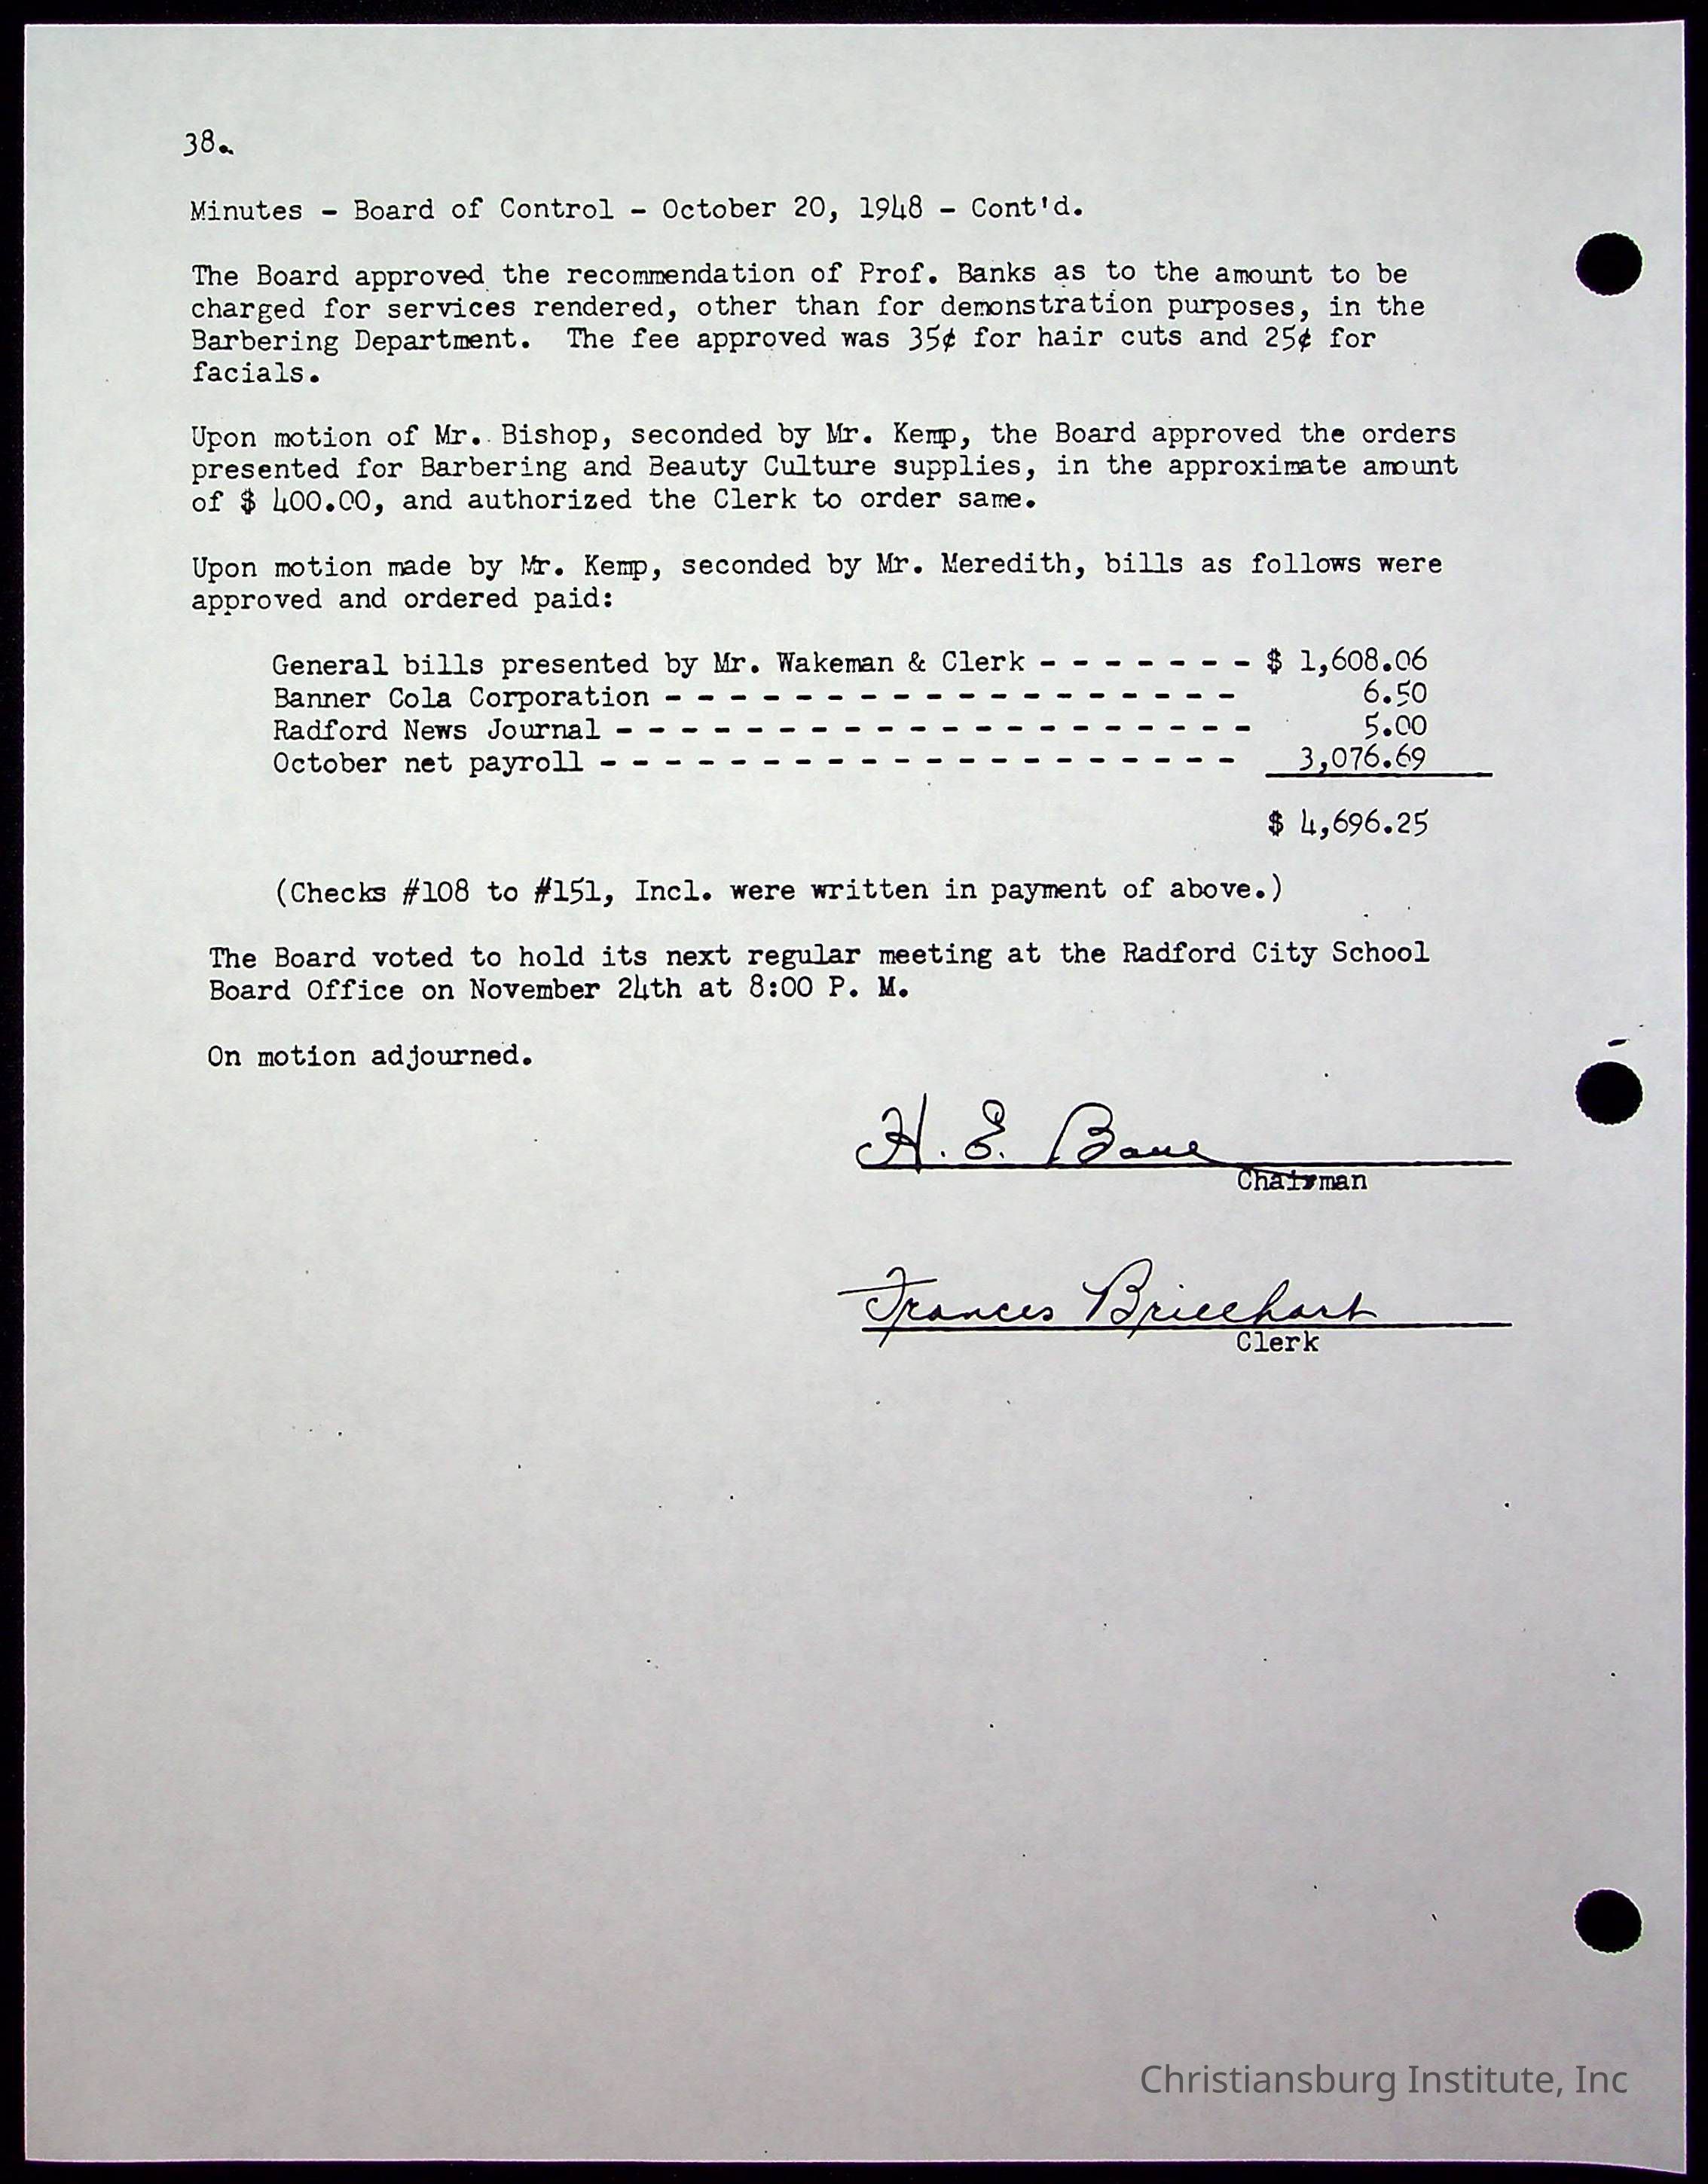 38.
Minutes - Board of Control - October 20, 1948 - Cont'd.
The Board approved the recommendation of Prof. Banks as to the amount to be
charged for services rendered, other than for demonstration purposes, in the
Barbering Department.  The fee approved was 35¢ for hair cuts and 25¢ for
facials.
Upon motion of Mr. Bishop, seconded by Mr. Kemp, the Board approved the orders
presented for Barbering and Beauty Culture supplies, in the approximate amount
of $ 400.00, and authorized the Clerk to order same.
Upon motion made by Mr. Kemp, seconded by Mr. Meredith, bills as follows were
approved and ordered paid:
General bills presented by Mr. Wakeman & Clerk - - - - - - - $ 1,608.06
Banner Cola Corporation - - - - - - - - - - - - - - - - - - 6.50
Radford News Journal - - - - - - - - - - - - - - - - - - - - 5.00
October net payroll - - - - - - - - - - - - - - - - - - - - 3,076.69
$ 4,696.25
(Checks #108 to #151, Incl. were written in payment of above.)
The Board voted to hold its next regular meeting at the Radford City School
Board Office on November 24th at 8:00 P. M.
On motion adjourned.
H. E. Bane
Chairman
Frances Briechart
Clerk
Christiansburg Institute, Inc